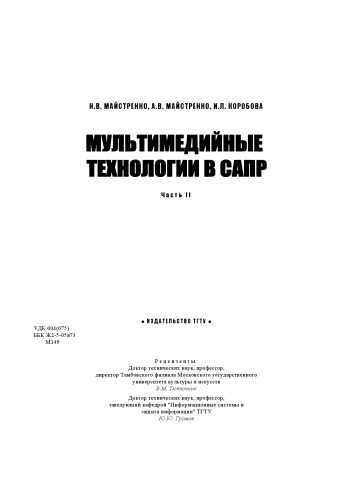 Н.В. МАЙСТРЕНКО, А.В. МАЙСТРЕНКО, И.Л. КОРОБОВА
МУЛЬТИМЕДИЙНЫЕ
ТЕХНОЛОГИИ В САПР
Часть II
● ИЗДАТЕЛЬСТВО ТГТУ ●
УДК 004(075)
ББК Ж2-5-05я73
М149
Рецензенты:
Доктор технических наук, профессор,
директор Тамбовского филиала Московского государственного
университета культуры и искусств
В.М. Тютюнник
Доктор технических наук, профессор,
заведующий кафедрой "Информационные системы и
защита информации" ТГТУ
Ю.Ю. Громов